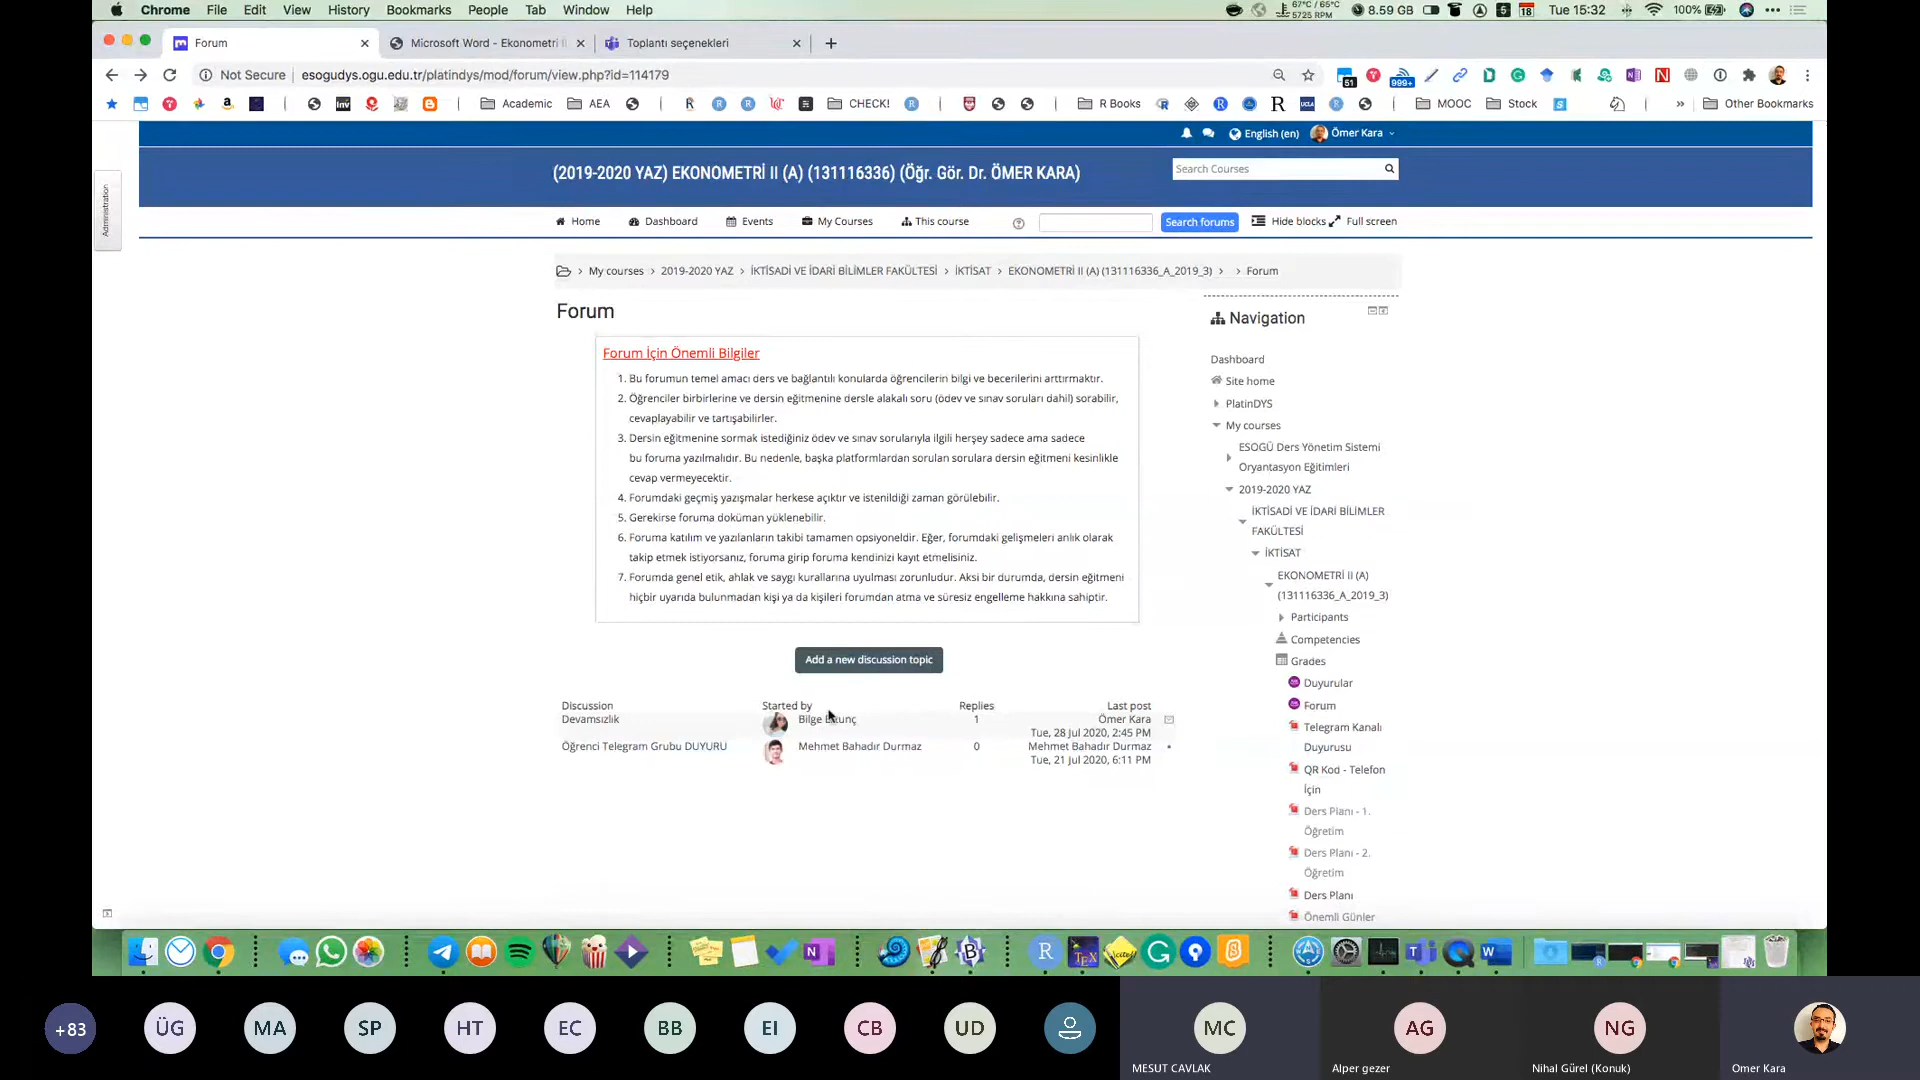 Chrome File Edit View History Bookmarks People Tab Window Help
67°C / 65°C
5725 RPM
8.59 GB
5
18
Tue 15:32
100%
Forum
Microsoft Word - Ekonometri I
Toplantı seçenekleri
Not Secure
esogudys.ogu.edu.tr/platindys/mod/forum/view.php?id=114179
51
999+
Academic
AEA
CHECK!
R Books
MOOC
Stock
Other Bookmarks
English (en)
Ömer Kara
Administration
(2019-2020 YAZ) EKONOMETRİ II (A) (131116336) (Öğr. Gör. Dr. ÖMER KARA)
Search Courses
Home
Dashboard
Events
My Courses
This course
Search forums
Hide blocks
Full screen
My courses > 2019-2020 YAZ > İKTİSADİ VE İDARİ BİLİMLER FAKÜLTESİ > İKTİSAT > EKONOMETRİ II (A) (131116336_A_2019_3) > > Forum
Forum
Forum İçin Önemli Bilgiler
1. Bu forumun temel amacı ders ve bağlantılı konularda öğrencilerin bilgi ve becerilerini arttırmaktır.
2. Öğrenciler birbirlerine ve dersin eğitmenine dersle alakalı soru (ödev ve sınav soruları dahil) sorabilir,
cevaplayabilir ve tartışabilirler.
3. Dersin eğitmenine sormak istediğiniz ödev ve sınav sorularıyla ilgili herşey sadece ama sadece
bu foruma yazılmalıdır. Bu nedenle, başka platformlardan sorulan sorulara dersin eğitmeni kesinlikle
cevap vermeyecektir.
4. Forumdaki geçmiş yazışmalar herkese açıktır ve istenildiği zaman görülebilir.
5. Gerekirse foruma doküman yüklenebilir.
6. Foruma katılım ve yazılanların takibi tamamen opsiyoneldir. Eğer, forumdaki gelişmeleri anlık olarak
takip etmek istiyorsanız, foruma girip foruma kendinizi kayıt etmelisiniz.
7. Forumda genel etik, ahlak ve saygı kurallarına uyulması zorunludur. Aksi bir durumda, dersin eğitmeni
hiçbir uyarıda bulunmadan kişi ya da kişileri forumdan atma ve süresiz engelleme hakkına sahiptir.
Add a new discussion topic
Discussion Started by Replies Last post
Devamsızlık Bilge 1 Ömer Kara
Tue, 28 Jul 2020, 2:45 PM
Öğrenci Telegram Grubu DUYURU Mehmet Bahadır Durmaz 0 Mehmet Bahadır Durmaz
Tue, 21 Jul 2020, 6:11 PM
Navigation
Dashboard
Site home
PlatinDYS
My courses
ESOGÜ Ders Yönetim Sistemi
Oryantasyon Eğitimleri
2019-2020 YAZ
İKTİSADİ VE İDARİ BİLİMLER
FAKÜLTESİ
İKTİSAT
EKONOMETRİ II (A)
(131116336_A_2019_3)
Participants
Competencies
Grades
Duyurular
Forum
Telegram Kanalı
Duyurusu
QR Kod - Telefon
İçin
Ders Planı - 1.
Öğretim
Ders Planı - 2.
Öğretim
Ders Planı
Önemli Günler
+83
ÜG
MA
SP
HT
EC
BB
EI
CB
UD
MC
AG
NG
MESUT CAVLAK
Alper gezer
Nihal Gürel (Konuk)
Omer Kara